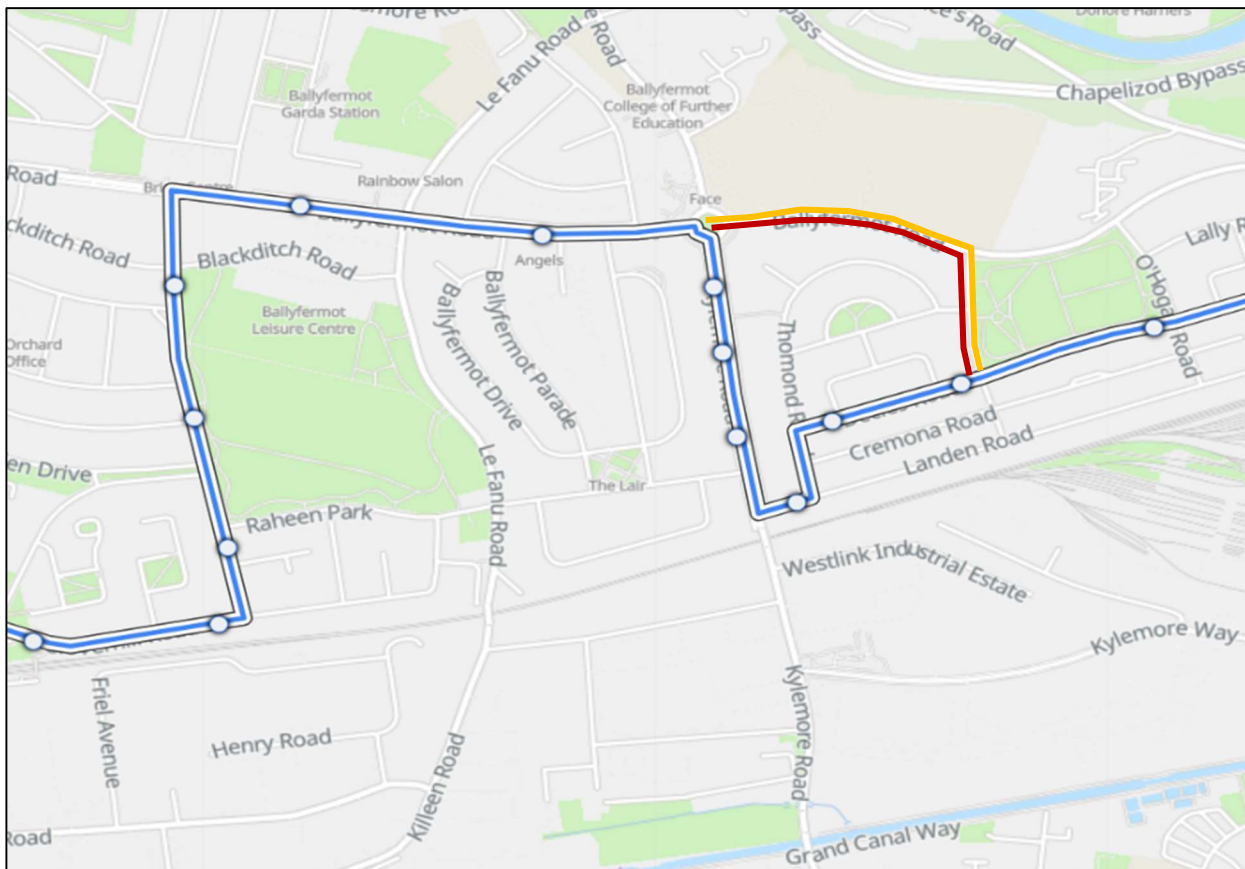 Donore Harriers
Le Fanu Road
Chapelizod Bypass
Ballyfermot
Garda Station
Ballyfermot
College of Further
Education
Road
Rainbow Salon
Face
Ballyfermot Road
Lally
Blackditch Road
Angels
Ballyfermot
Leisure Centre
Orchard
Office
Ballyfermot Drive
Ballyfermot Parade
Thomond
Cremona Road
Landen Road
en Drive
Le Fanu Road
The Lair
Raheen Park
Westlink Industrial Estate
Kylemore Way
Friel Avenue
Henry Road
Kylemore Road
Killeen Road
Road
Grand Canal Way